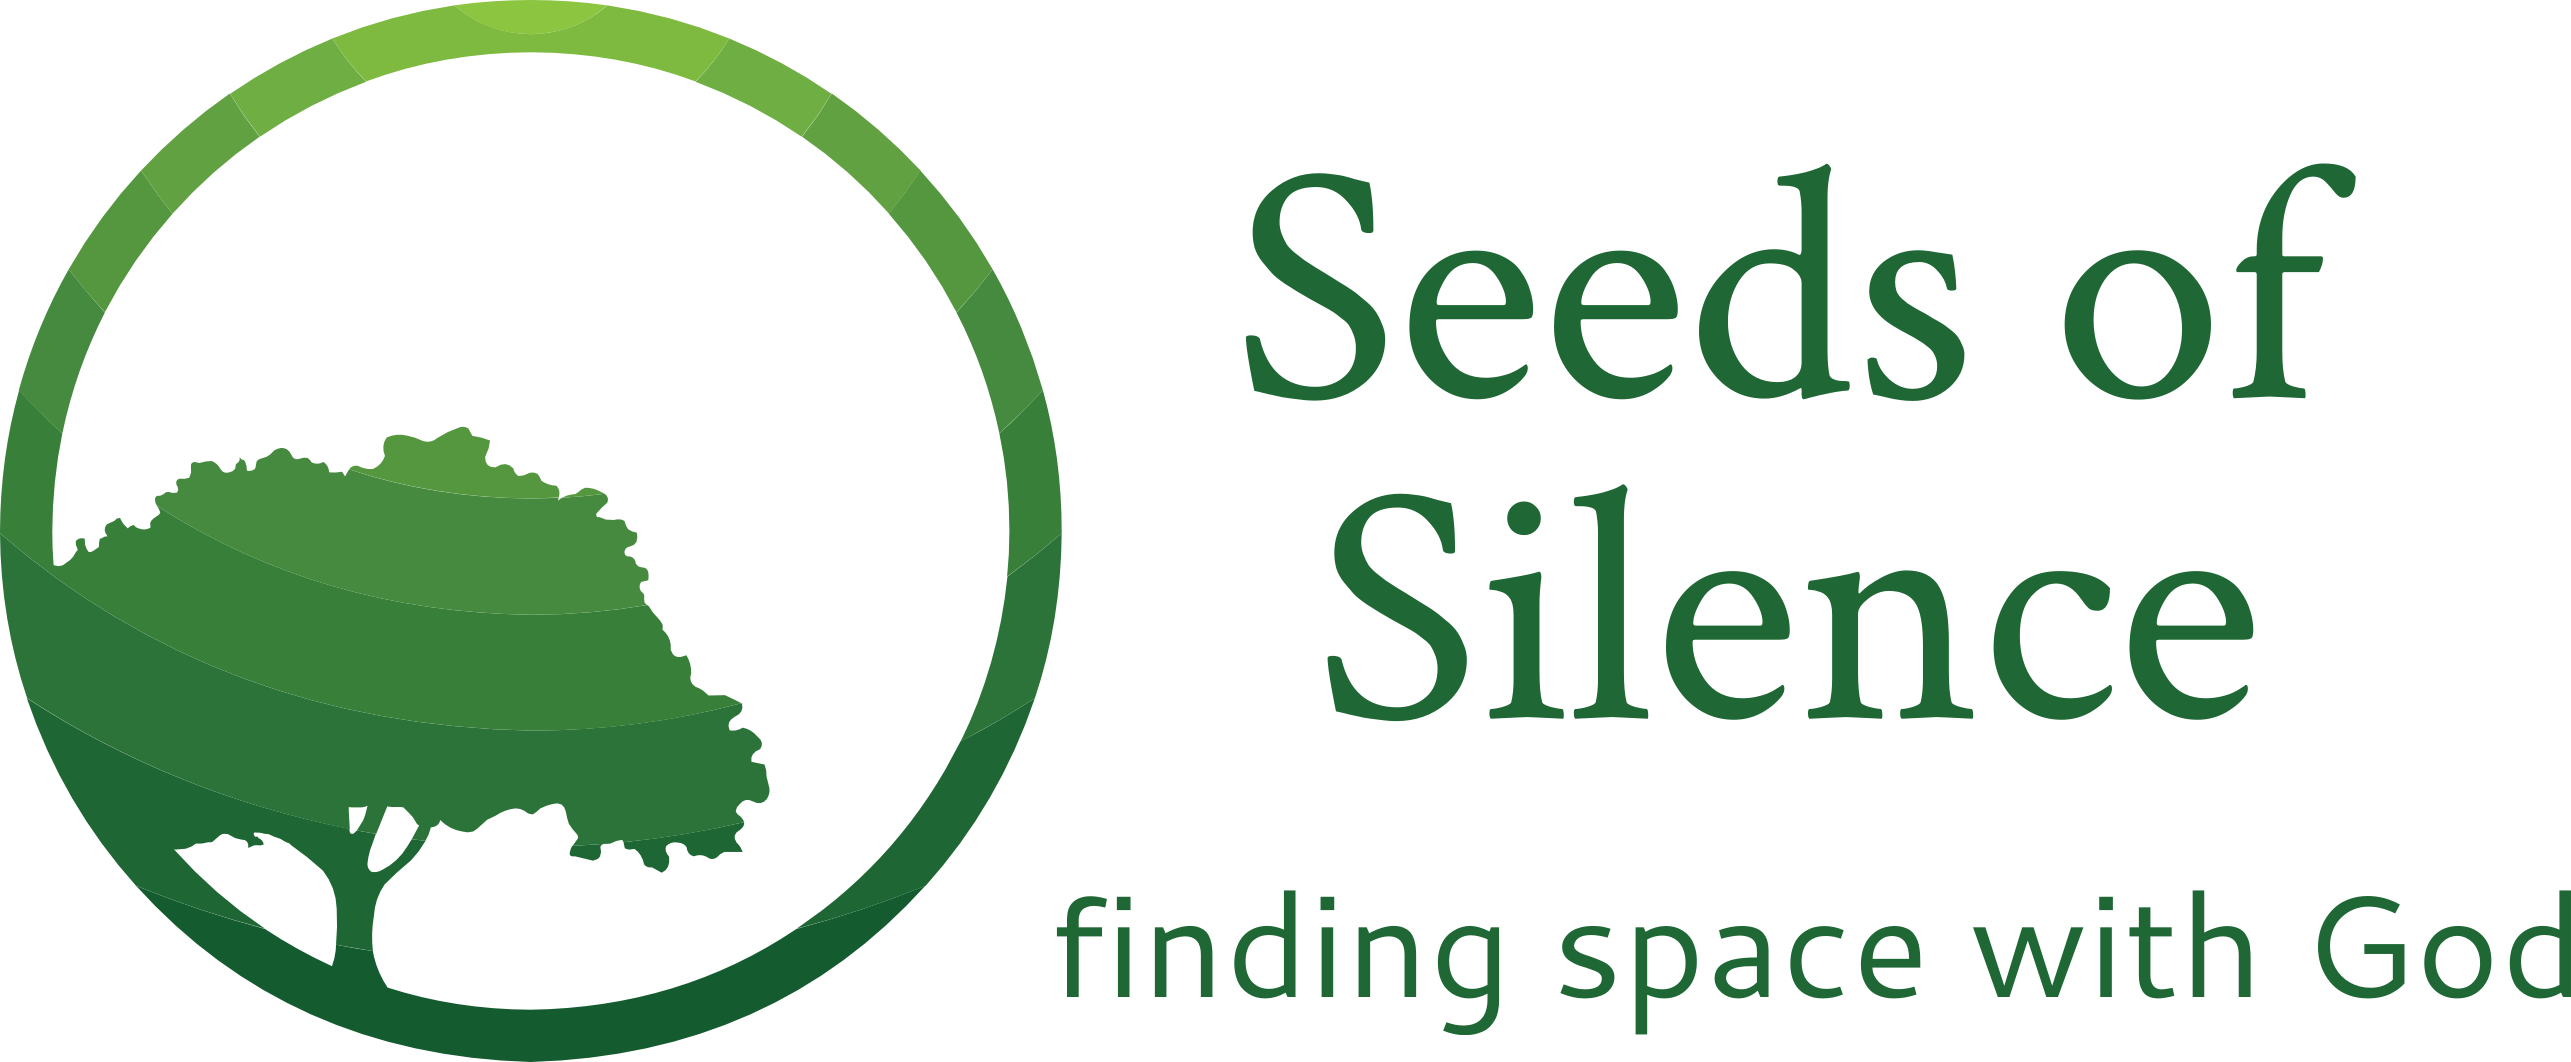 Seeds of
Silence
finding space with God